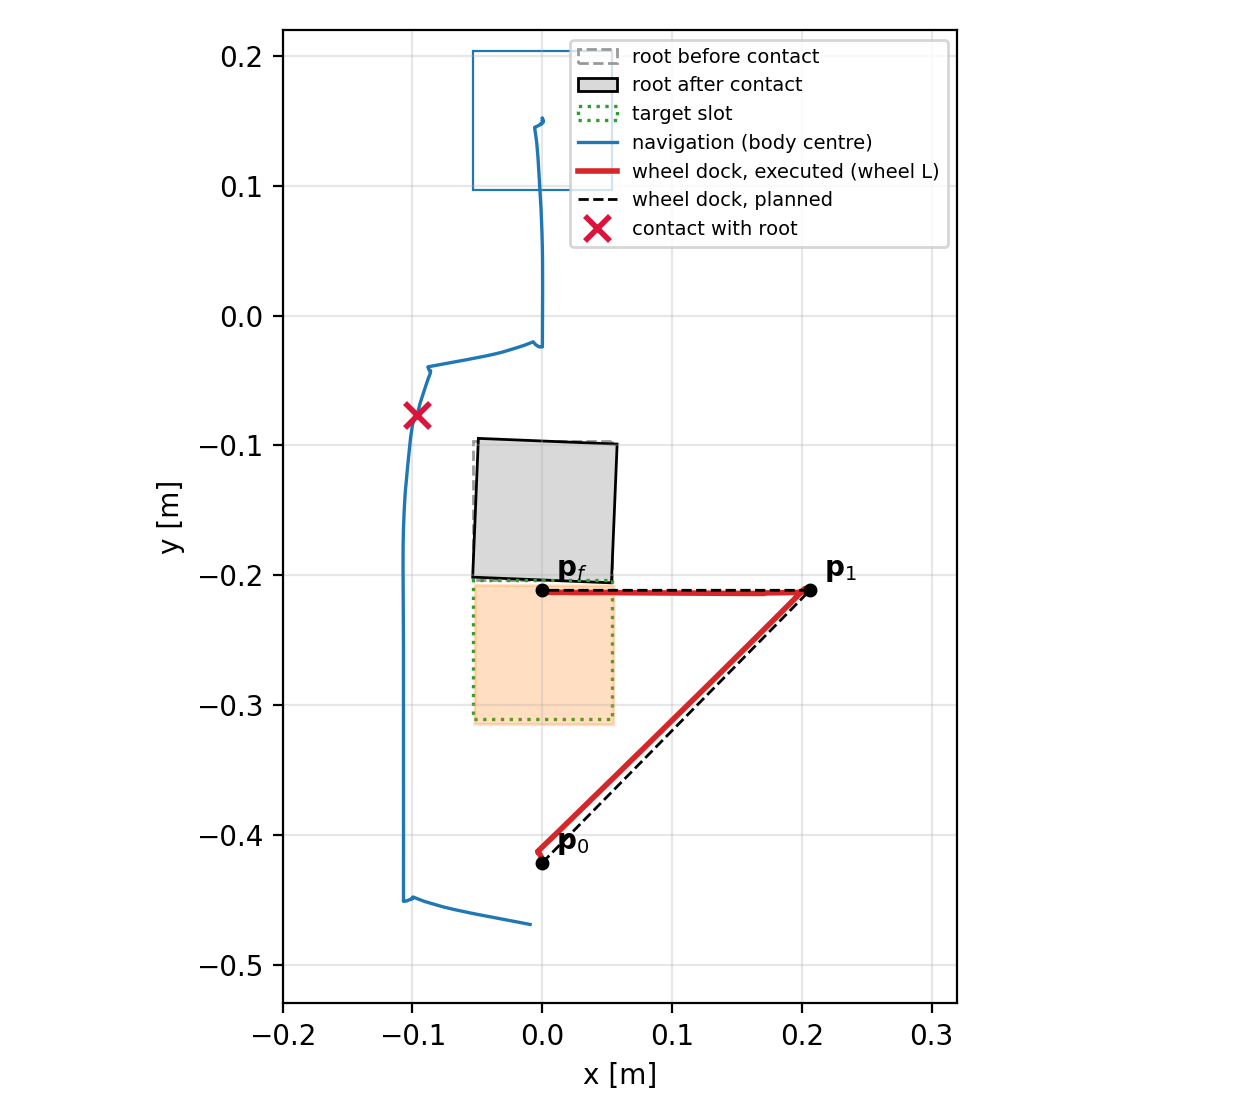 root before contact
root after contact
target slot
navigation (body centre)
wheel dock, executed (wheel L)
wheel dock, planned
contact with root
0.2
0.1
0.0
−0.1
−0.2
−0.3
−0.4
−0.5
y [m]
p_f
p_1
p_0
−0.2
−0.1
0.0
0.1
0.2
0.3
x [m]